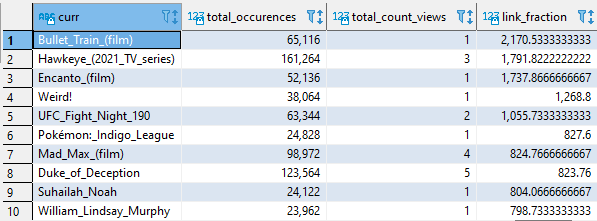 ABC curr 123 total_occurences 123 total_count_views 123 link_fraction
1 Bullet_Train_(film) 65,116 1 2,170.5333333333
2 Hawkeye_(2021_TV_series) 161,264 3 1,791.8222222222
3 Encanto_(film) 52,136 1 1,737.8666666667
4 Weird! 38,064 1 1,268.8
5 UFC_Fight_Night_190 63,344 2 1,055.7333333333
6 Pokémon:_Indigo_League 24,828 1 827.6
7 Mad_Max_(film) 98,972 4 824.7666666667
8 Duke_of_Deception 123,564 5 823.76
9 Suhailah_Noah 24,122 1 804.0666666667
10 William_Lindsay_Murphy 23,962 1 798.7333333333